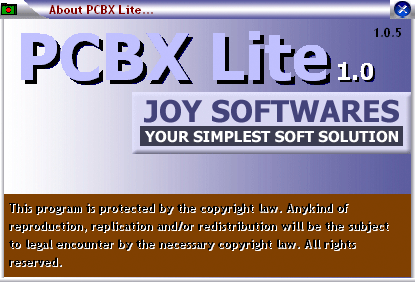 About PCBX Lite...
1.0.5
PCBX Lite 1.0
JOY SOFTWARES
YOUR SIMPLEST SOFT SOLUTION
This program is protected by the copyright law. Anykind of
reproduction, replication and/or redistribution will be the subject
to legal encounter by the necessary copyright law. All rights
reserved.